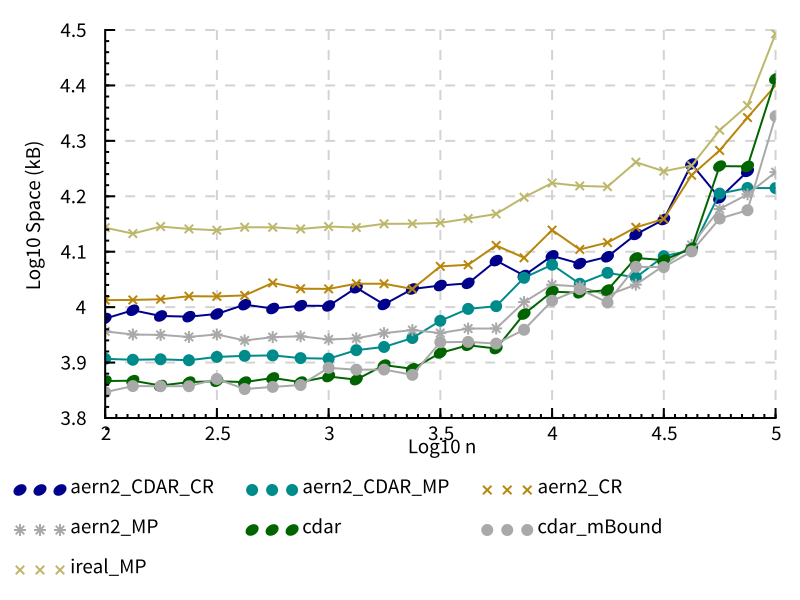 4.5
4.4
4.3
4.2
4.1
4
3.9
3.8
Log10 Space (kB)
2 2.5 3 3.5 4 4.5 5
Log10 n
aern2_CDAR_CR aern2_CDAR_MP aern2_CR
aern2_MP cdar cdar_mBound
ireal_MP